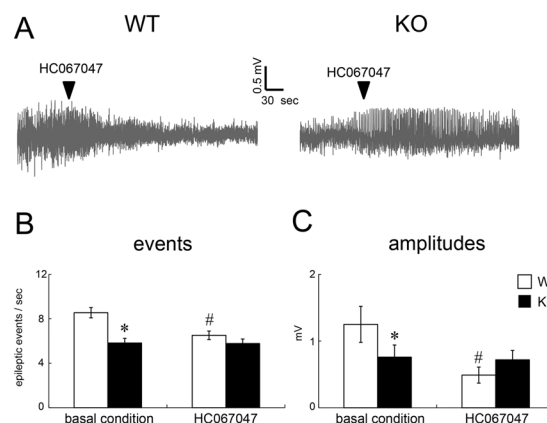 A
WT
KO
HC067047
HC067047
0.5 mV
30 sec
B
events
epileptic events / sec
12
8
4
0
*
#
basal condition
HC067047
C
amplitudes
mV
2
1
0
*
#
W
K
basal condition
HC067047